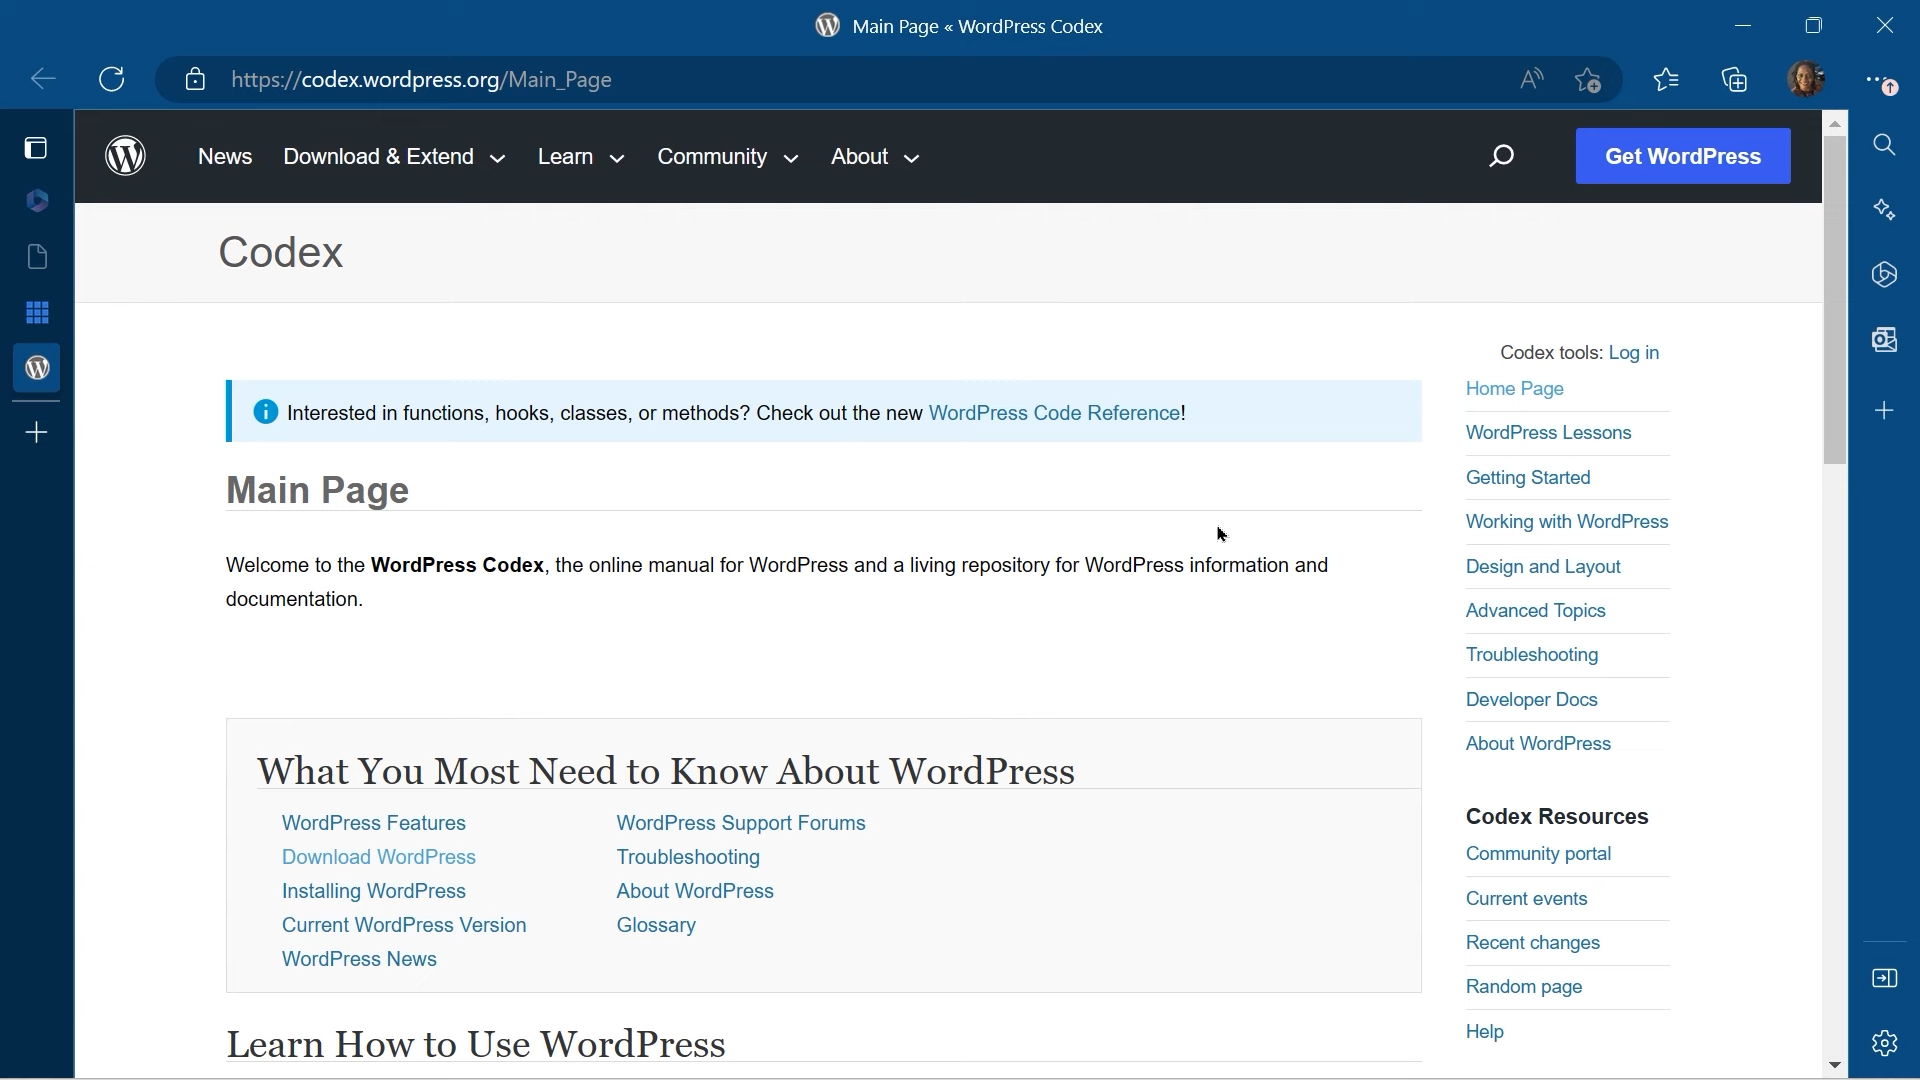 Main Page « WordPress Codex
https://codex.wordpress.org/Main_Page
News Download & Extend Learn Community About
Get WordPress
Codex
Codex tools: Log in
Interested in functions, hooks, classes, or methods? Check out the new WordPress Code Reference!
Main Page
Welcome to the WordPress Codex, the online manual for WordPress and a living repository for WordPress information and
documentation.
What You Most Need to Know About WordPress
WordPress Features
Download WordPress
Installing WordPress
Current WordPress Version
WordPress News
WordPress Support Forums
Troubleshooting
About WordPress
Glossary
Learn How to Use WordPress
Home Page
WordPress Lessons
Getting Started
Working with WordPress
Design and Layout
Advanced Topics
Troubleshooting
Developer Docs
About WordPress
Codex Resources
Community portal
Current events
Recent changes
Random page
Help